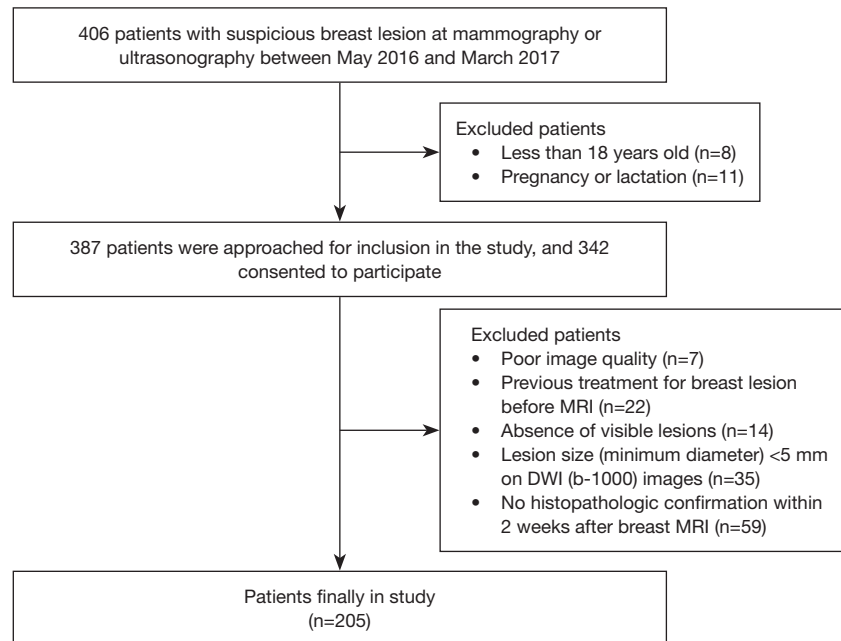 406 patients with suspicious breast lesion at mammography or
ultrasonography between May 2016 and March 2017
Excluded patients
• Less than 18 years old (n=8)
• Pregnancy or lactation (n=11)
387 patients were approached for inclusion in the study, and 342
consented to participate
Excluded patients
• Poor image quality (n=7)
• Previous treatment for breast lesion
before MRI (n=22)
• Absence of visible lesions (n=14)
• Lesion size (minimum diameter) <5 mm
on DWI (b-1000) images (n=35)
• No histopathologic confirmation within
2 weeks after breast MRI (n=59)
Patients finally in study
(n=205)